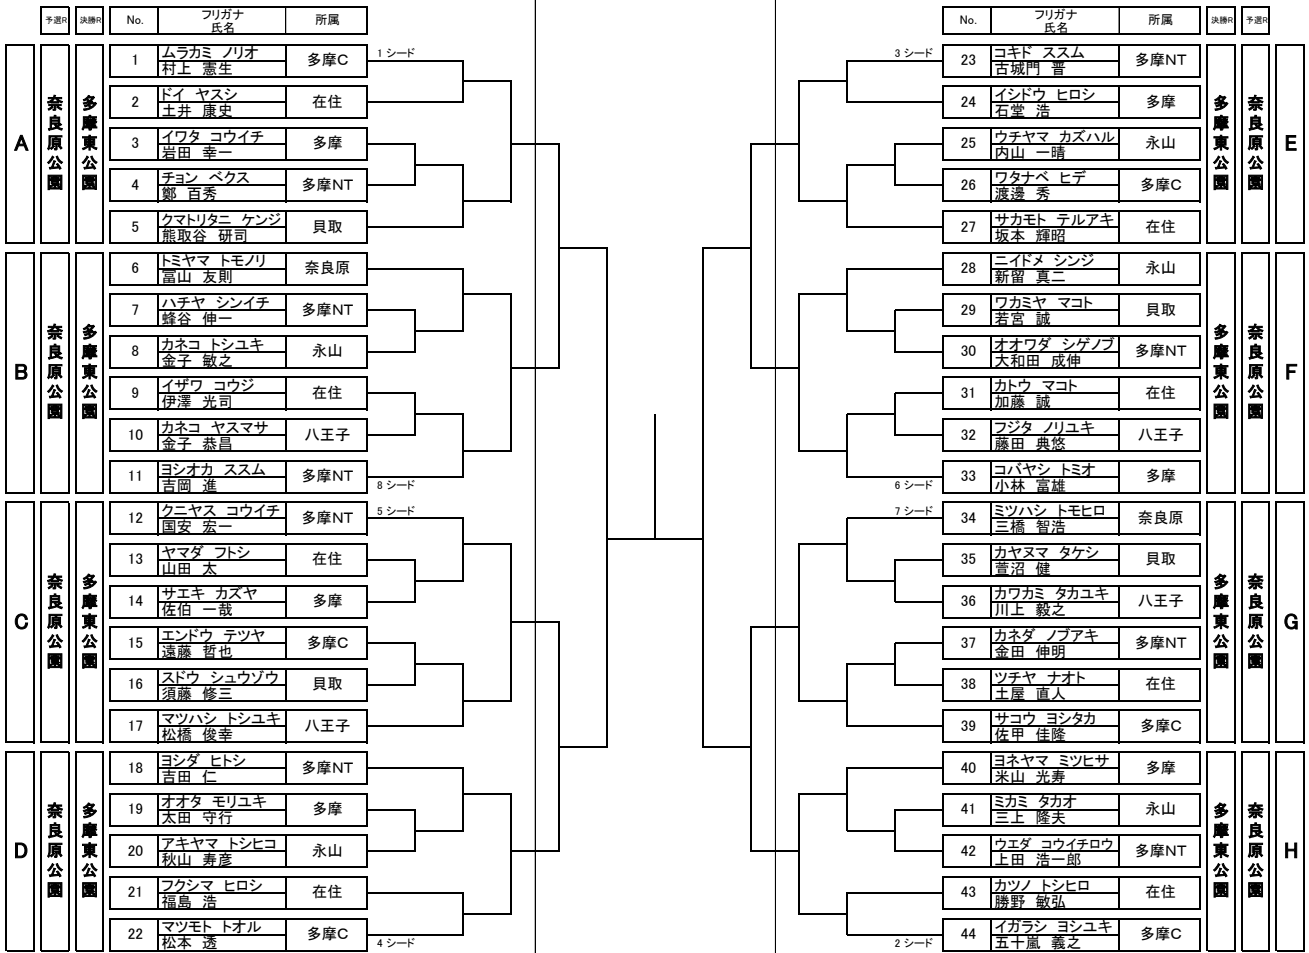 予選R 決勝R No. フリガナ 氏名 所属
A 奈良原公園 多摩東公園
1 ムラカミ ノリオ 村上 憲生 多摩C 1 シード
2 ドイ ヤスシ 土井 康史 在住
3 イワタ コウイチ 岩田 幸一 多摩
4 チョン ベクス 鄭 百秀 多摩NT
5 クマトリタニ ケンジ 熊取谷 研司 貝取
B 奈良原公園 多摩東公園
6 トミヤマ トモノリ 冨山 友則 奈良原
7 ハチヤ シンイチ 蜂谷 伸一 多摩NT
8 カネコ トシユキ 金子 敏之 永山
9 イザワ コウジ 伊澤 光司 在住
10 カネコ ヤスマサ 金子 恭昌 八王子
11 ヨシオカ ススム 吉岡 進 多摩NT 8 シード
C 奈良原公園 多摩東公園
12 クニヤス コウイチ 国安 宏一 多摩NT 5 シード
13 ヤマダ フトシ 山田 太 在住
14 サエキ カズヤ 佐伯 一哉 多摩
15 エンドウ テツヤ 遠藤 哲也 多摩C
16 スドウ シュウゾウ 須藤 修三 貝取
17 マツハシ トシユキ 松橋 俊幸 八王子
D 奈良原公園 多摩東公園
18 ヨシダ ヒトシ 吉田 仁 多摩NT
19 オオタ モリユキ 太田 守行 多摩
20 アキヤマ トシヒコ 秋山 寿彦 永山
21 フクシマ ヒロシ 福島 浩 在住
22 マツモト トオル 松本 透 多摩C 4 シード
No. フリガナ 氏名 所属 決勝R 予選R
3 シード 23 コキド ススム 古城門 晋 多摩NT
24 イシドウ ヒロシ 石堂 浩 多摩
25 ウチヤマ カズハル 内山 一晴 永山
26 ワタナベ ヒデ 渡邊 秀 多摩C
27 サカモト テルアキ 坂本 輝昭 在住
多摩東公園 奈良原公園 E
28 ニイドメ シンジ 新留 真二 永山
29 ワカミヤ マコト 若宮 誠 貝取
30 オオワダ シゲノブ 大和田 成伸 多摩NT
31 カトウ マコト 加藤 誠 在住
32 フジタ ノリユキ 藤田 典悠 八王子
6 シード 33 コバヤシ トミオ 小林 富雄 多摩
多摩東公園 奈良原公園 F
7 シード 34 ミツハシ トモヒロ 三橋 智浩 奈良原
35 カヤヌマ タケシ 萱沼 健 貝取
36 カワカミ タカユキ 川上 毅之 八王子
37 カネダ ノブアキ 金田 伸明 多摩NT
38 ツチヤ ナオト 土屋 直人 在住
39 サコウ ヨシタカ 佐甲 佳隆 多摩C
多摩東公園 奈良原公園 G
40 ヨネヤマ ミツヒサ 米山 光寿 多摩
41 ミカミ タカオ 三上 隆夫 永山
42 ウエダ コウイチロウ 上田 浩一郎 多摩NT
43 カツノ トシヒロ 勝野 敏弘 在住
2 シード 44 イガラシ ヨシユキ 五十嵐 義之 多摩C
多摩東公園 奈良原公園 H